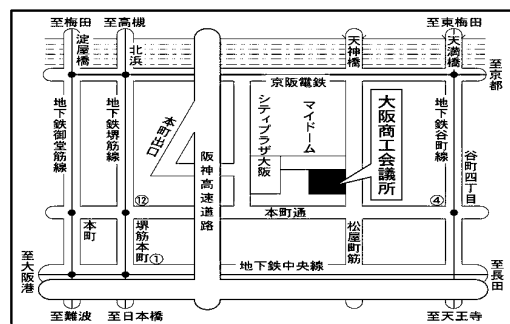 至梅田
至高槻
至東梅田
淀屋橋
北浜
天神橋
天満橋
至京都
京阪電鉄
地下鉄御堂筋線
地下鉄堺筋線
本町出口
阪神高速道路
シティプラザ大阪
マイドーム
大阪商工会議所
地下鉄谷町線
谷町四丁目
⑫
④
本町通
本町
堺筋本町①
松屋町筋
至大阪港
地下鉄中央線
至長田
至難波
至日本橋
至天王寺